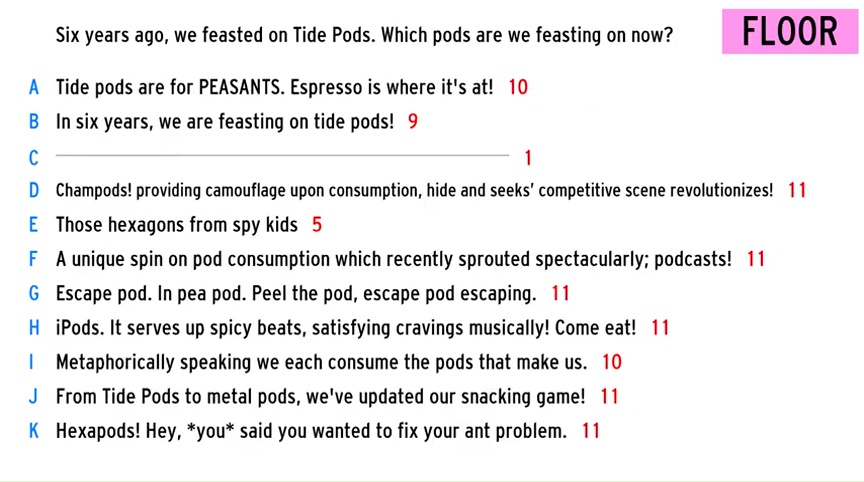 Six years ago, we feasted on Tide Pods. Which pods are we feasting on now?
FLOOR
A Tide pods are for PEASANTS. Espresso is where it's at! 10
B In six years, we are feasting on tide pods! 9
C 1
D Champods! providing camouflage upon consumption, hide and seeks' competitive scene revolutionizes! 11
E Those hexagons from spy kids 5
F A unique spin on pod consumption which recently sprouted spectacularly; podcasts! 11
G Escape pod. In pea pod. Peel the pod, escape pod escaping. 11
H iPods. It serves up spicy beats, satisfying cravings musically! Come eat! 11
I Metaphorically speaking we each consume the pods that make us. 10
J From Tide Pods to metal pods, we've updated our snacking game! 11
K Hexapods! Hey, *you* said you wanted to fix your ant problem. 11